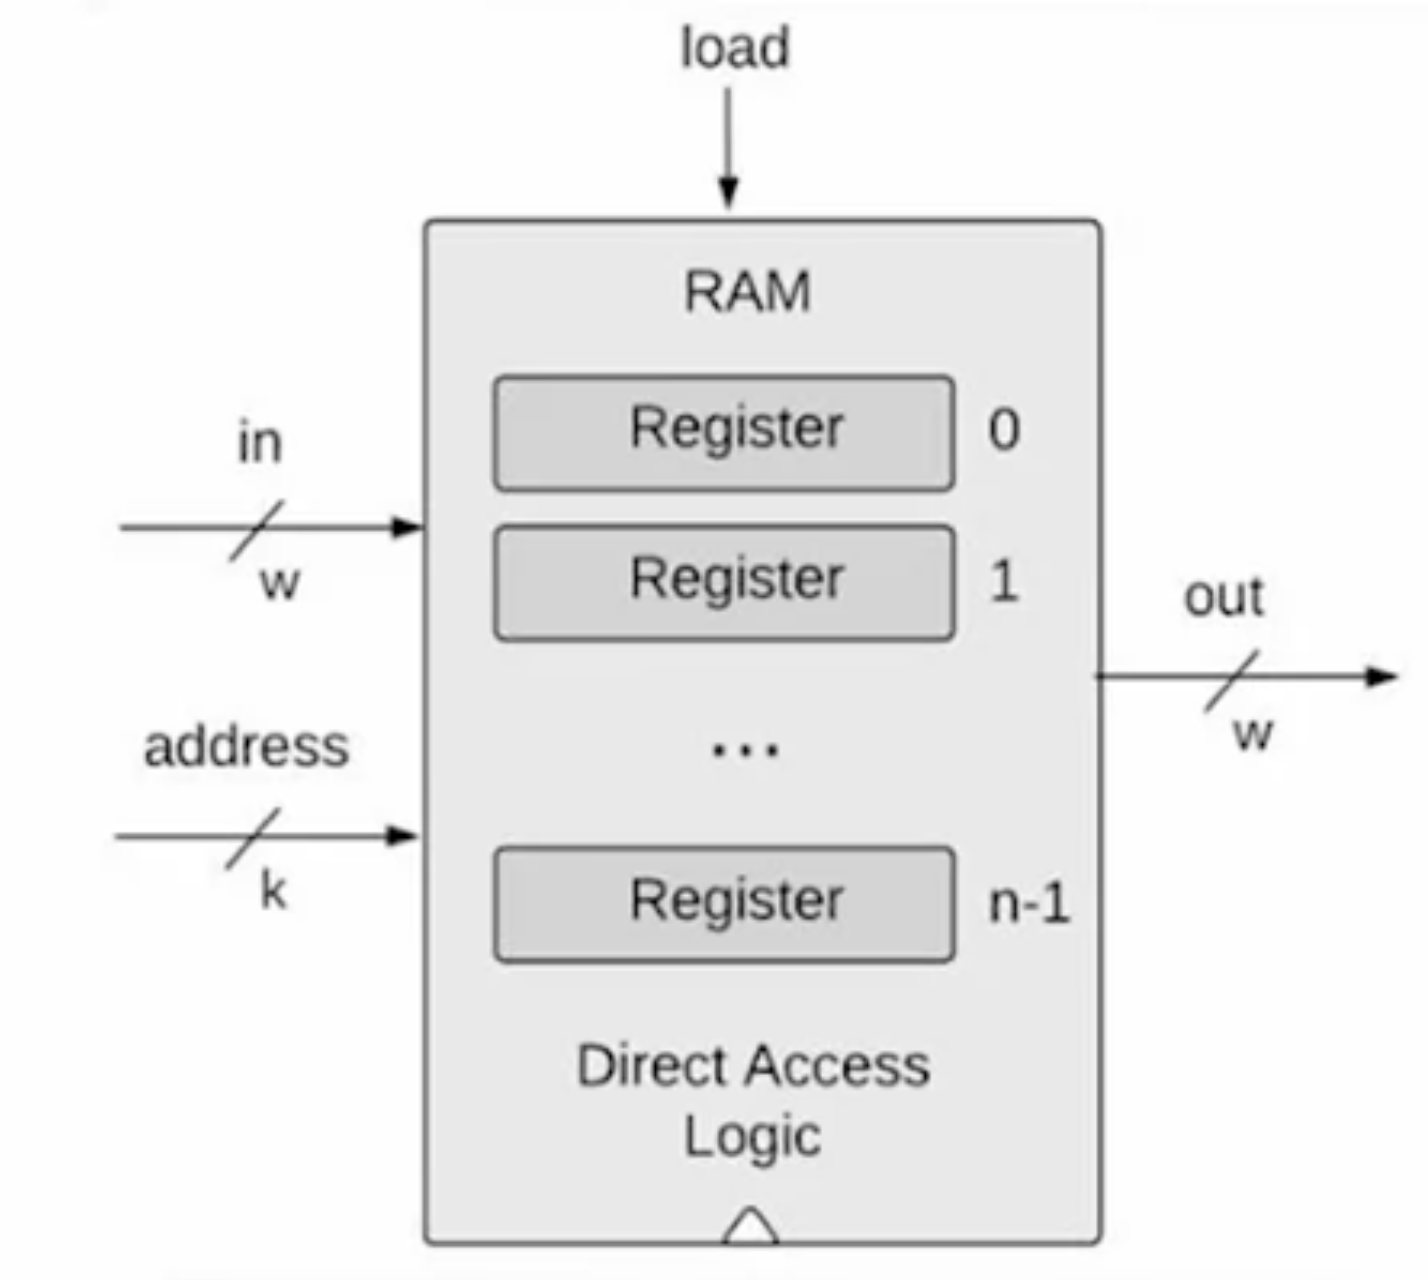 load
RAM
Register 0
in
w
Register 1
out
w
address
k
...
Register n-1
Direct Access
Logic